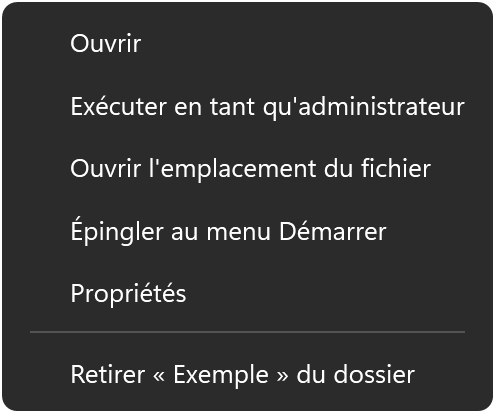 Ouvrir
Exécuter en tant qu'administrateur
Ouvrir l'emplacement du fichier
Épingler au menu Démarrer
Propriétés
Retirer « Exemple » du dossier